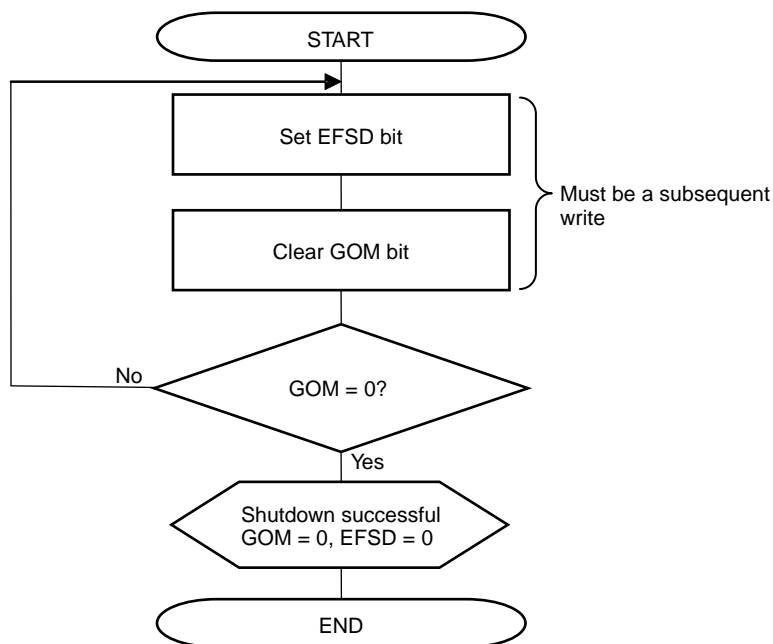 START
Set EFSD bit
Must be a subsequent
write
Clear GOM bit
No
GOM = 0?
Yes
Shutdown successful
GOM = 0, EFSD = 0
END